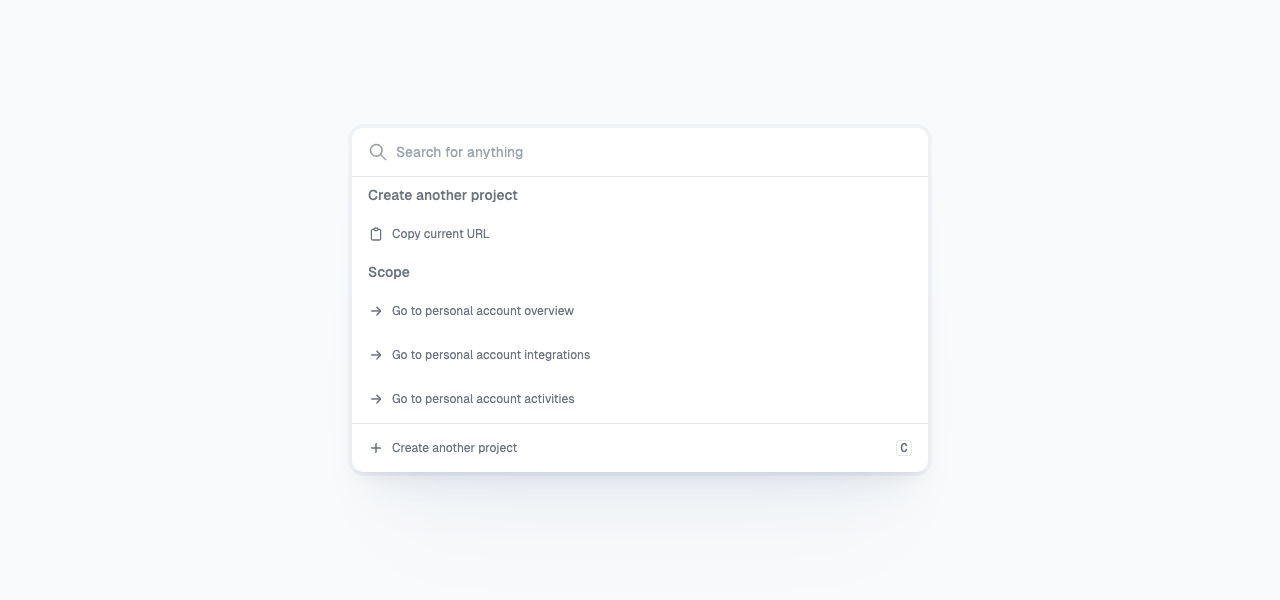 Search for anything
Create another project
Copy current URL
Scope
Go to personal account overview
Go to personal account integrations
Go to personal account activities
Create another project C